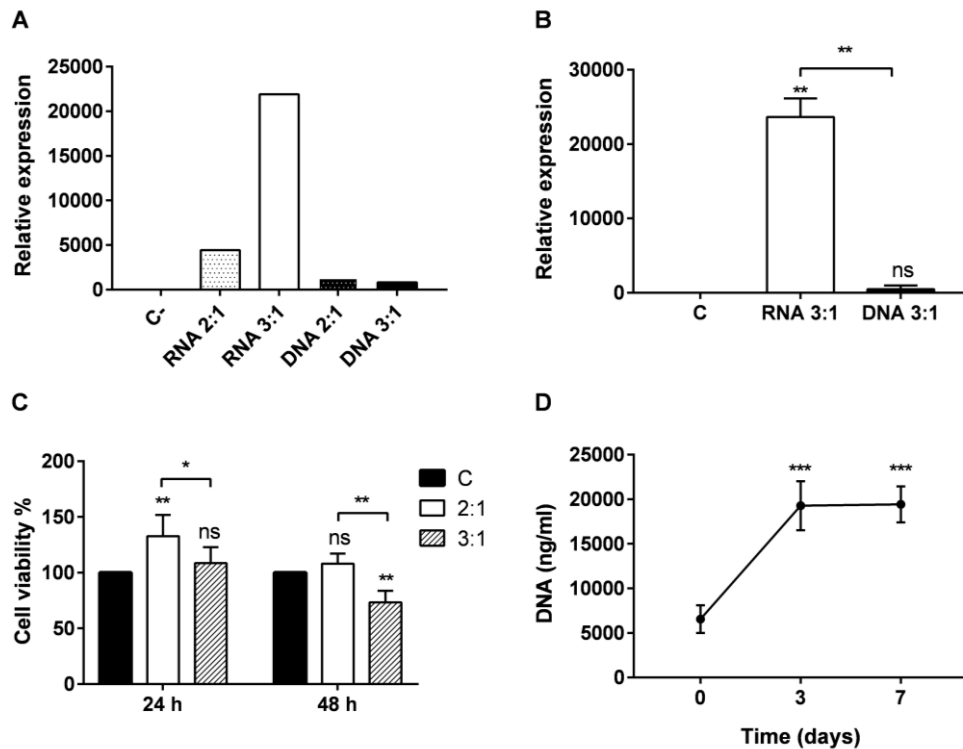 A
Relative expression
25000
20000
15000
10000
5000
0
C-
RNA 2:1
RNA 3:1
DNA 2:1
DNA 3:1
B
Relative expression
30000
20000
10000
0
**
**
ns
C
RNA 3:1
DNA 3:1
C
Cell viability %
200
150
100
50
0
*
**
ns
**
ns
**
24 h
48 h
C
2:1
3:1
D
DNA (ng/ml)
25000
20000
15000
10000
5000
0
***
***
0
3
7
Time (days)